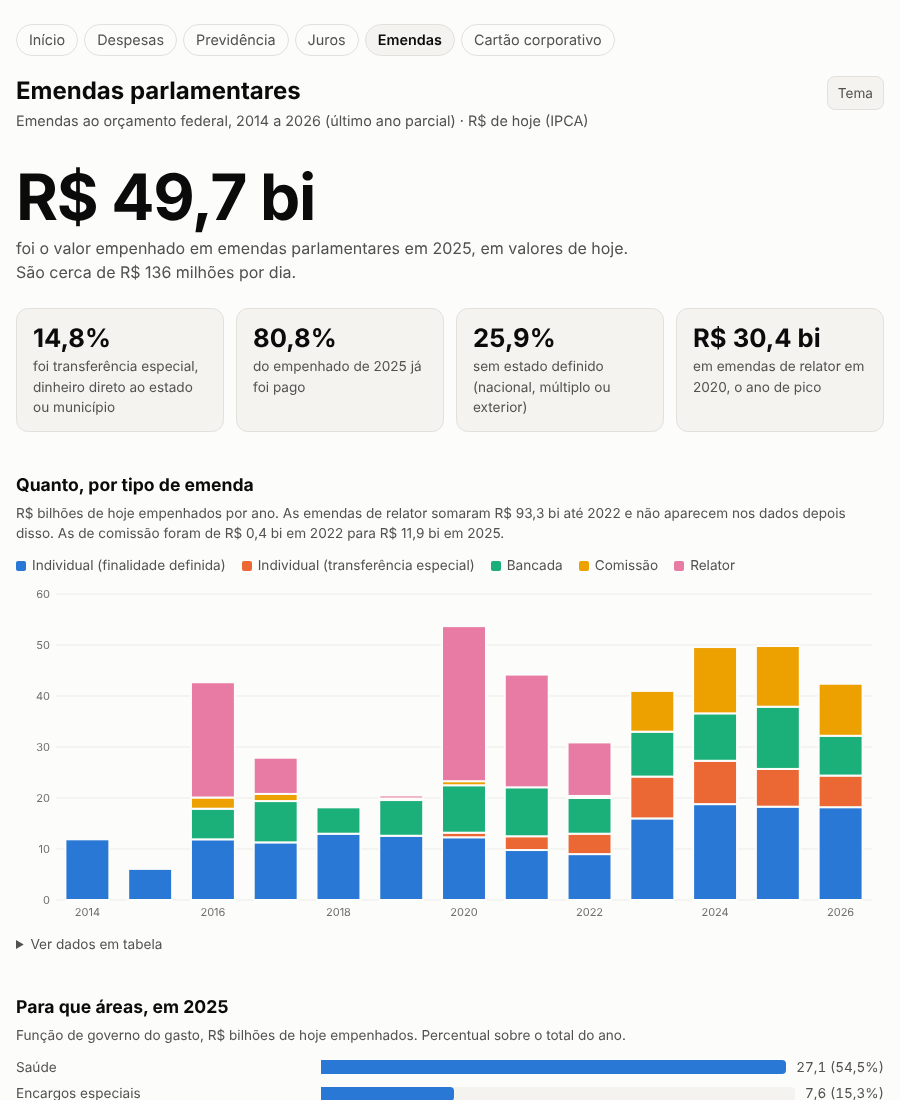 Início Despesas Previdência Juros Emendas Cartão corporativo
Emendas parlamentares
Tema
Emendas ao orçamento federal, 2014 a 2026 (último ano parcial) · R$ de hoje (IPCA)
R$ 49,7 bi
foi o valor empenhado em emendas parlamentares em 2025, em valores de hoje.
São cerca de R$ 136 milhões por dia.
14,8%
foi transferência especial,
dinheiro direto ao estado
ou município
80,8%
do empenhado de 2025 já
foi pago
25,9%
sem estado definido
(nacional, múltiplo ou
exterior)
R$ 30,4 bi
em emendas de relator em
2020, o ano de pico
Quanto, por tipo de emenda
R$ bilhões de hoje empenhados por ano. As emendas de relator somaram R$ 93,3 bi até 2022 e não aparecem nos dados depois
disso. As de comissão foram de R$ 0,4 bi em 2022 para R$ 11,9 bi em 2025.
Individual (finalidade definida) Individual (transferência especial) Bancada Comissão Relator
60
50
40
30
20
10
0
2014 2016 2018 2020 2022 2024 2026
Ver dados em tabela
Para que áreas, em 2025
Função de governo do gasto, R$ bilhões de hoje empenhados. Percentual sobre o total do ano.
Saúde 27,1 (54,5%)
Encargos especiais 7,6 (15,3%)